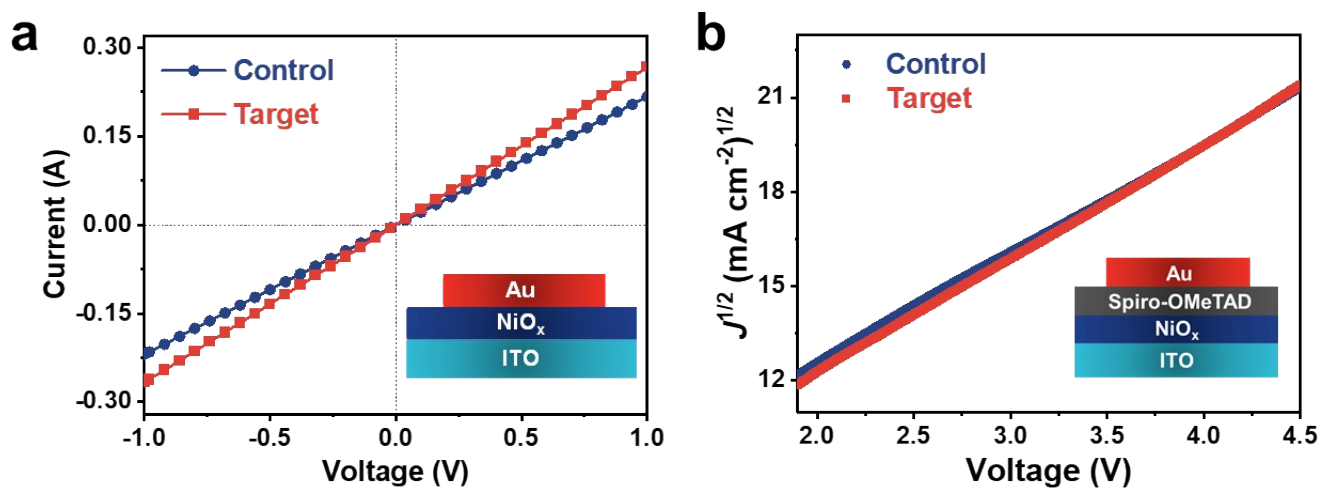 a
Control
Target
0.30
0.15
0.00
-0.15
-0.30
Current (A)
-1.0 -0.5 0.0 0.5 1.0
Voltage (V)
Au
NiOₓ
ITO
b
Control
Target
21
18
15
12
J^1/2 (mA cm^-2)^1/2
2.0 2.5 3.0 3.5 4.0 4.5
Voltage (V)
Au
Spiro-OMeTAD
NiOₓ
ITO